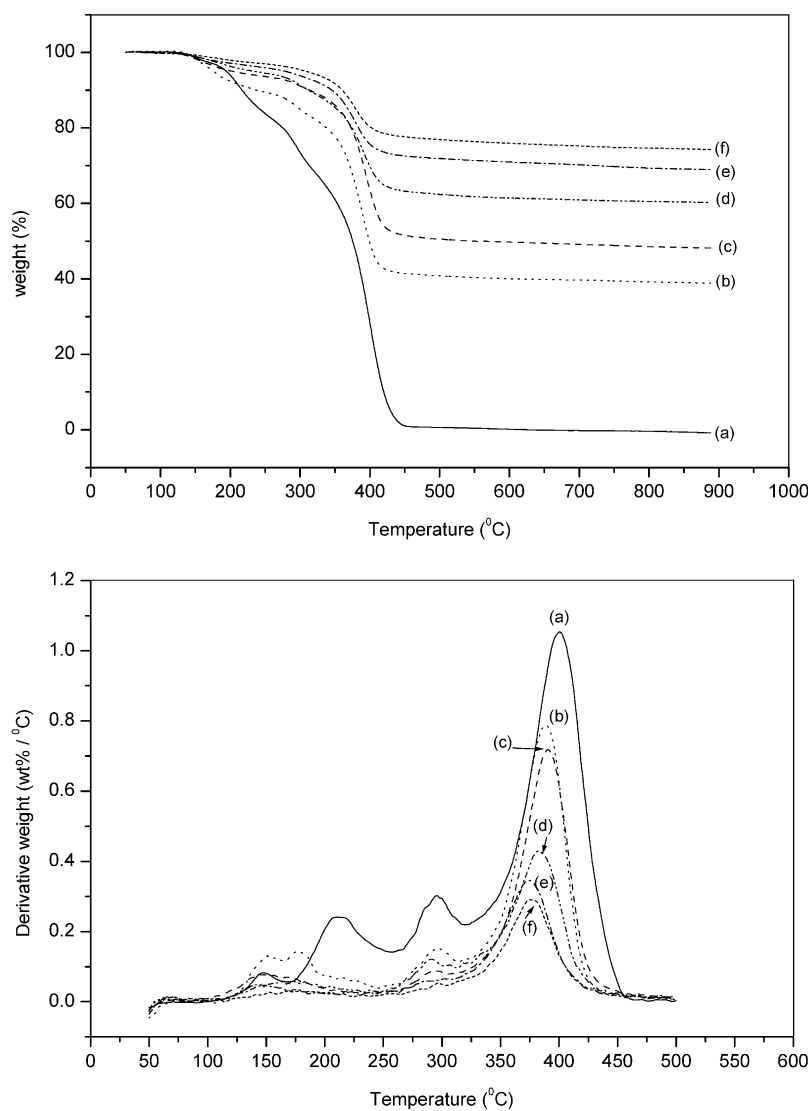 100
80
60
40
20
0
weight (%)
(f)
(e)
(d)
(c)
(b)
(a)
0 100 200 300 400 500 600 700 800 900 1000
Temperature (⁰C)
1.2
1.0
0.8
0.6
0.4
0.2
0.0
Derivative weight (wt% / ⁰C)
(a)
(b)
(c)
(d)
(e)
(f)
0 50 100 150 200 250 300 350 400 450 500 550 600
Temperature (⁰C)